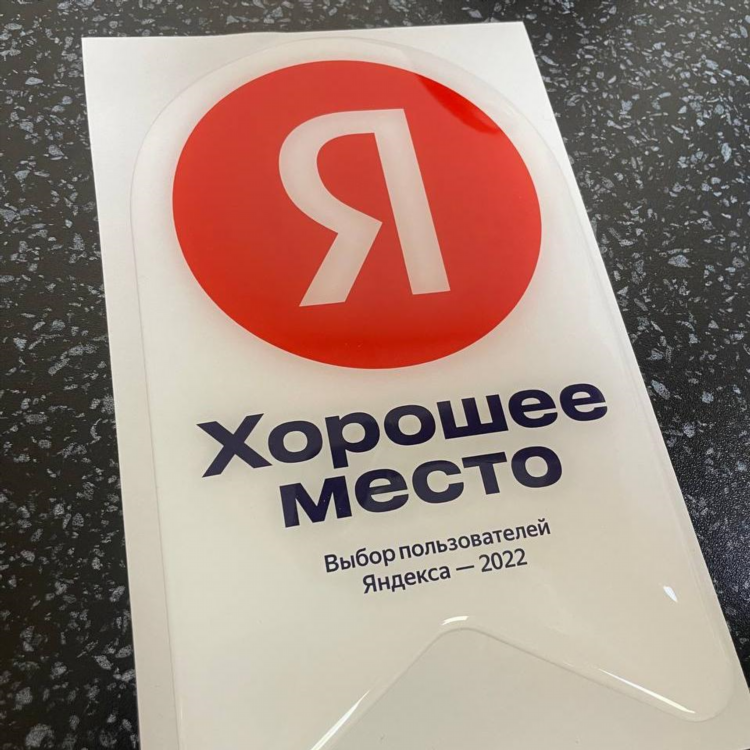 Я
Хорошее
место
Выбор пользователей
Яндекса — 2022